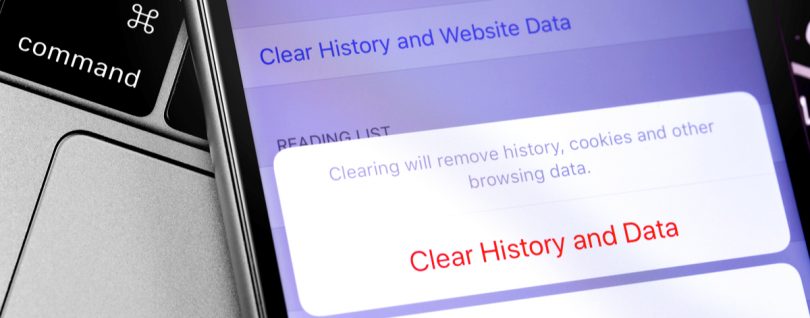 ⌘
command
Clear History and Website Data
READING LIST
Clearing will remove history, cookies and other
browsing data.
Clear History and Data